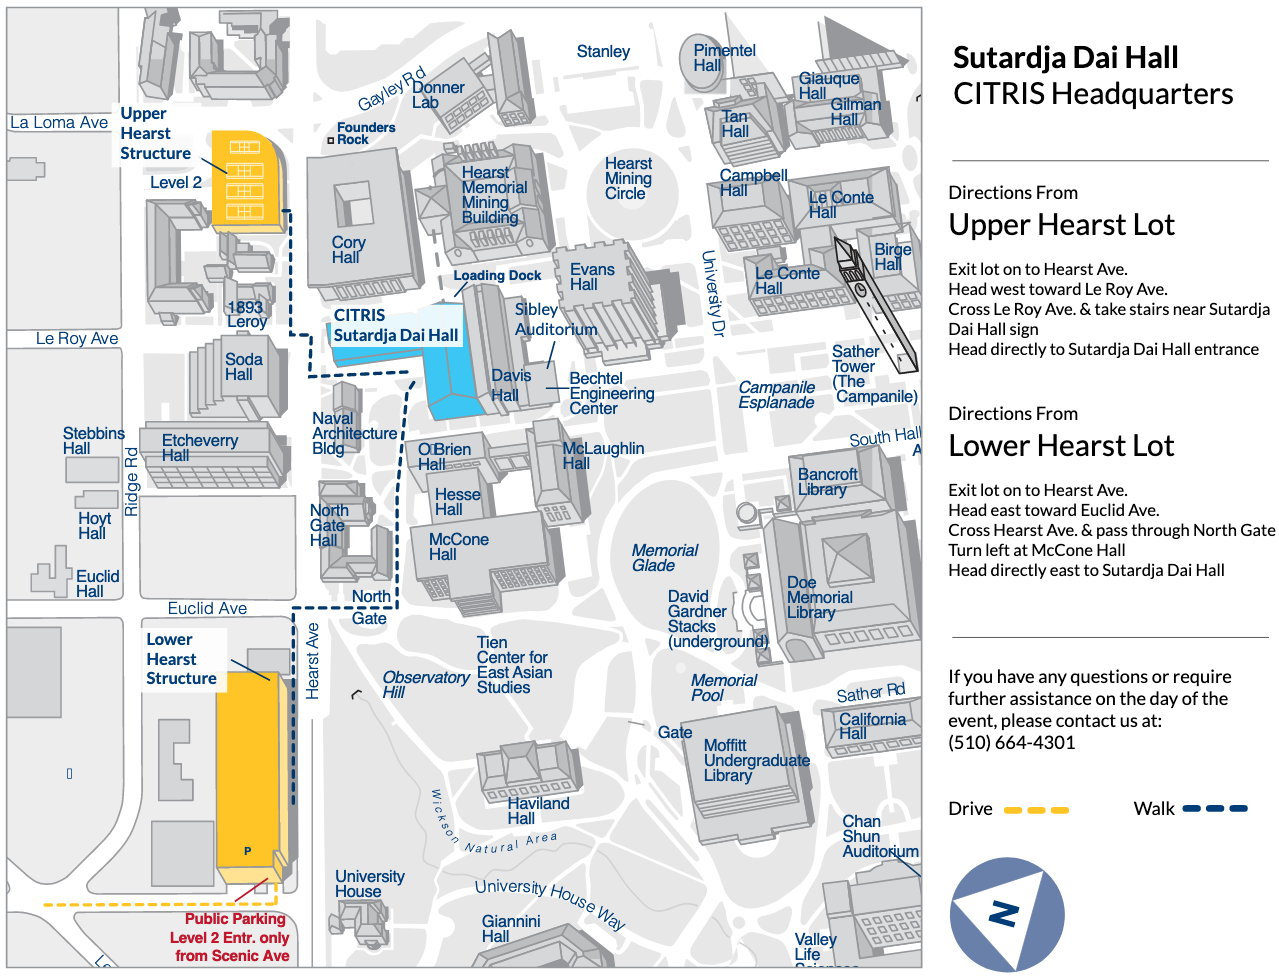 Sutardja Dai Hall
CITRIS Headquarters
Directions From
Upper Hearst Lot
Exit lot on to Hearst Ave.
Head west toward Le Roy Ave.
Cross Le Roy Ave. & take stairs near Sutardja
Dai Hall sign
Head directly to Sutardja Dai Hall entrance
Directions From
Lower Hearst Lot
Exit lot on to Hearst Ave.
Head east toward Euclid Ave.
Cross Hearst Ave. & pass through North Gate
Turn left at McCone Hall
Head directly east to Sutardja Dai Hall
If you have any questions or require
further assistance on the day of the
event, please contact us at:
(510) 664-4301
Drive
Walk
N
La Loma Ave
Upper
Hearst
Structure
Level 2
Gayley Rd
Donner
Lab
Founders
Rock
Stanley
Pimentel
Hall
Glauque
Hall
Gilman
Hall
Tan
Hall
Hearst
Memorial
Mining
Building
Hearst
Mining
Circle
Campbell
Hall
Le Conte
Hall
Cory
Hall
Evans
Hall
Birge
Hall
Le Conte
Hall
Loading Dock
University Dr
1893
Leroy
CITRIS
Sutardja Dai Hall
Sibley
Auditorium
Le Roy Ave
Soda
Hall
Davis
Hall
Bechtel
Engineering
Center
Sather
Tower
(The
Campanile)
Campanile
Esplanade
Naval
Architecture
Bldg
Stebbins
Hall
Etcheverry
Hall
Ridge Rd
Hoyt
Hall
O Brien
Hall
McLaughlin
Hall
South Hall
A
Bancroft
Library
Hesse
Hall
North
Gate
Hall
McCone
Hall
Memorial
Glade
Doe
Memorial
Library
David
Gardner
Stacks
(underground)
Euclid
Hall
Euclid Ave
North
Gate
Lower
Hearst
Structure
Hearst Ave
Observatory
Hill
Tien
Center for
East Asian
Studies
Memorial
Pool
Sather Rd
California
Hall
Gate
Moffitt
Undergraduate
Library
Haviland
Hall
Wickson Natural Area
Chan
Shun
Auditorium
P
University
House
University House Way
Giannini
Hall
Valley
Life
Public Parking
Level 2 Entr. only
from Scenic Ave